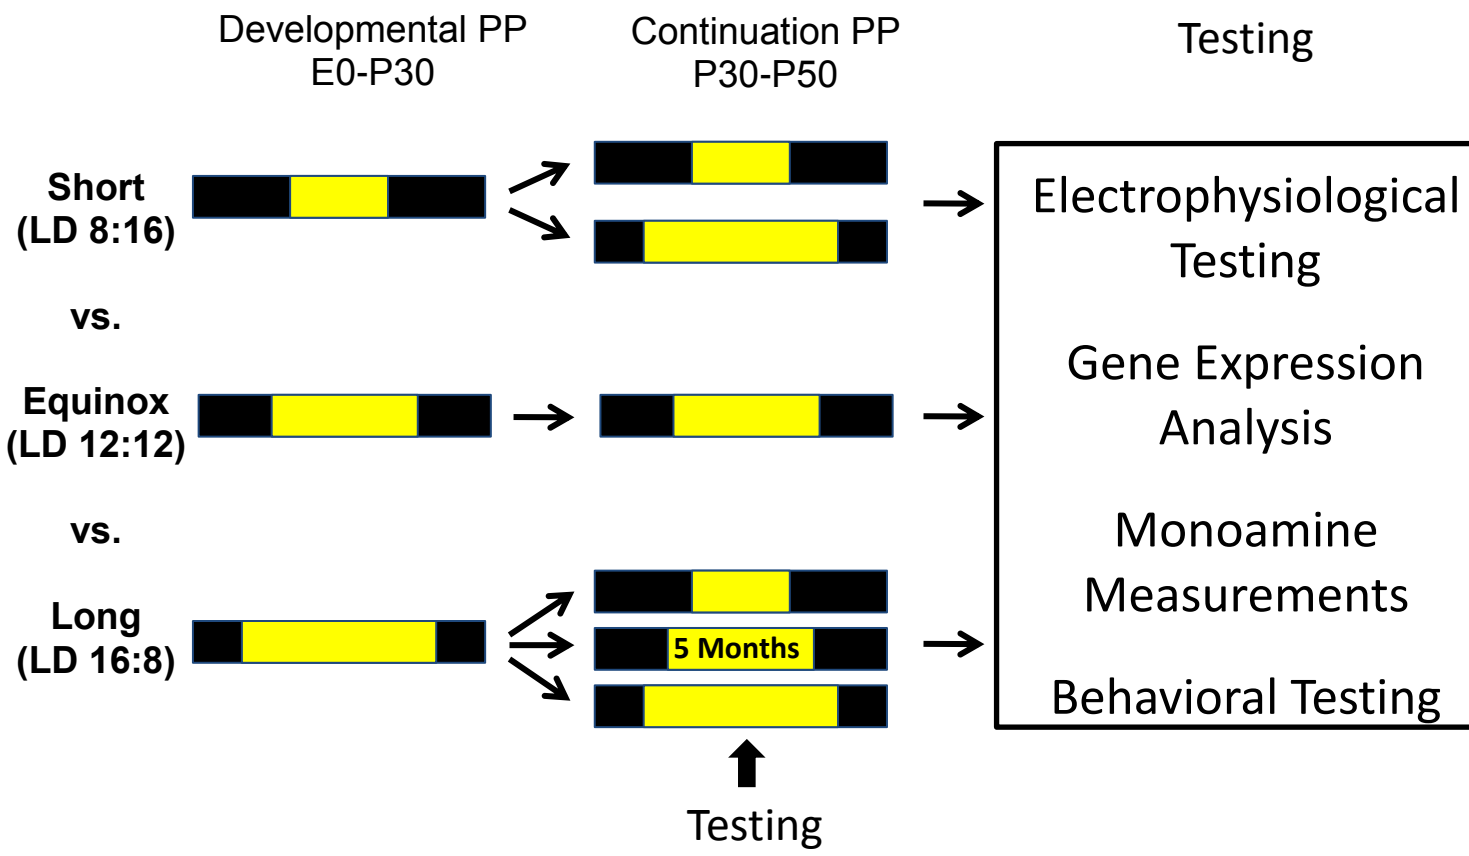 Developmental PP
E0-P30
Continuation PP
P30-P50
Testing
Short
(LD 8:16)
vs.
Equinox
(LD 12:12)
vs.
Long
(LD 16:8)
5 Months
Testing
Electrophysiological
Testing
Gene Expression
Analysis
Monoamine
Measurements
Behavioral Testing